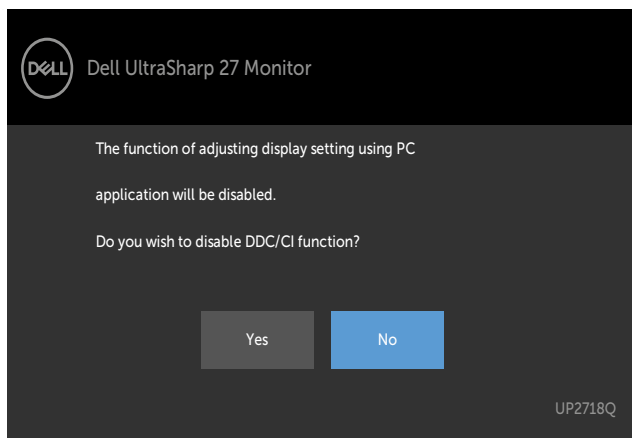 DELL
Dell UltraSharp 27 Monitor
The function of adjusting display setting using PC
application will be disabled.
Do you wish to disable DDC/CI function?
Yes
No
UP2718Q